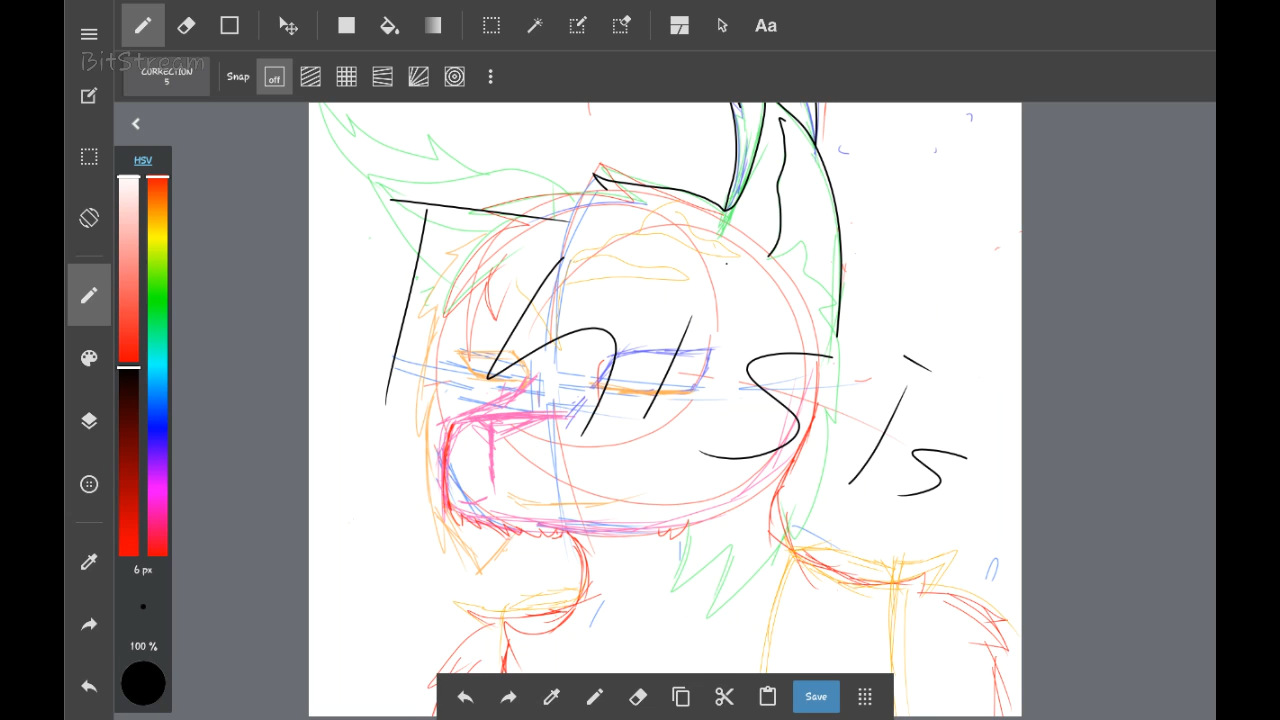 Aa
BitStream
CORRECTION
5
Snap
off
HSV
This is
6 px
100 %
Save